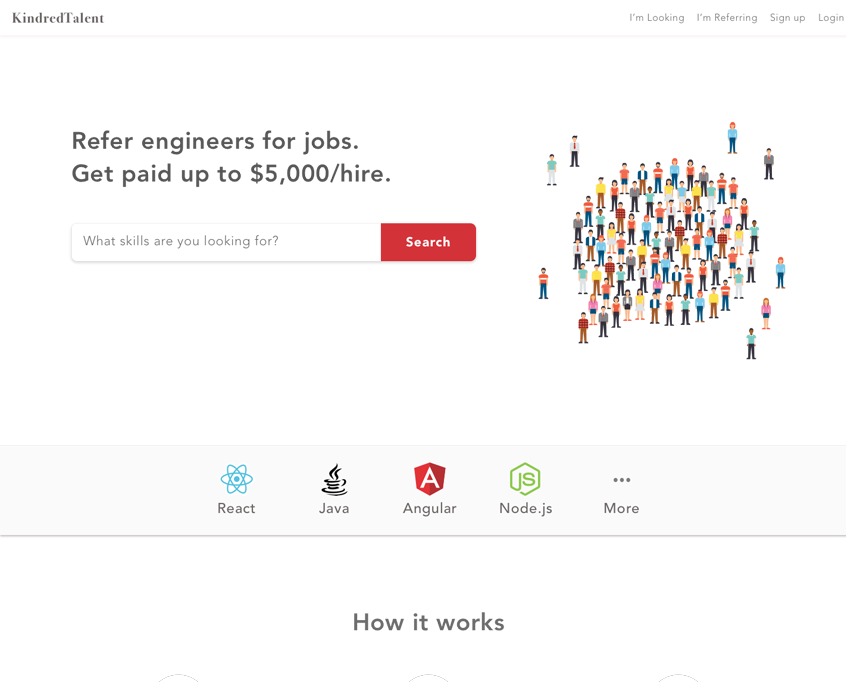 KindredTalent
I'm Looking
I'm Referring
Sign up
Login
Refer engineers for jobs.
Get paid up to $5,000/hire.
What skills are you looking for?
Search
React
Java
Angular
Node.js
More
How it works